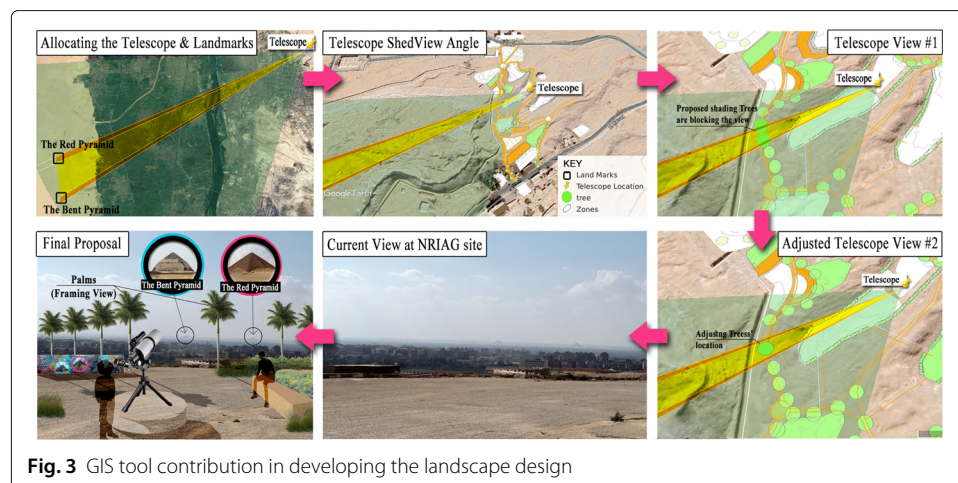 Allocating the Telescope & Landmarks
Telescope
The Red Pyramid
The Bent Pyramid
Telescope ShedView Angle
Telescope
Google Earth
KEY
Land Marks
Telescope Location
tree
Zones
Telescope View #1
Telescope
Proposed shading Trees
are blocking the view
Final Proposal
Palms
(Framing View)
The Bent Pyramid
The Red Pyramid
Current View at NRIAG site
Adjusted Telescope View #2
Telescope
Adjusting Treess'
location
Fig. 3 GIS tool contribution in developing the landscape design